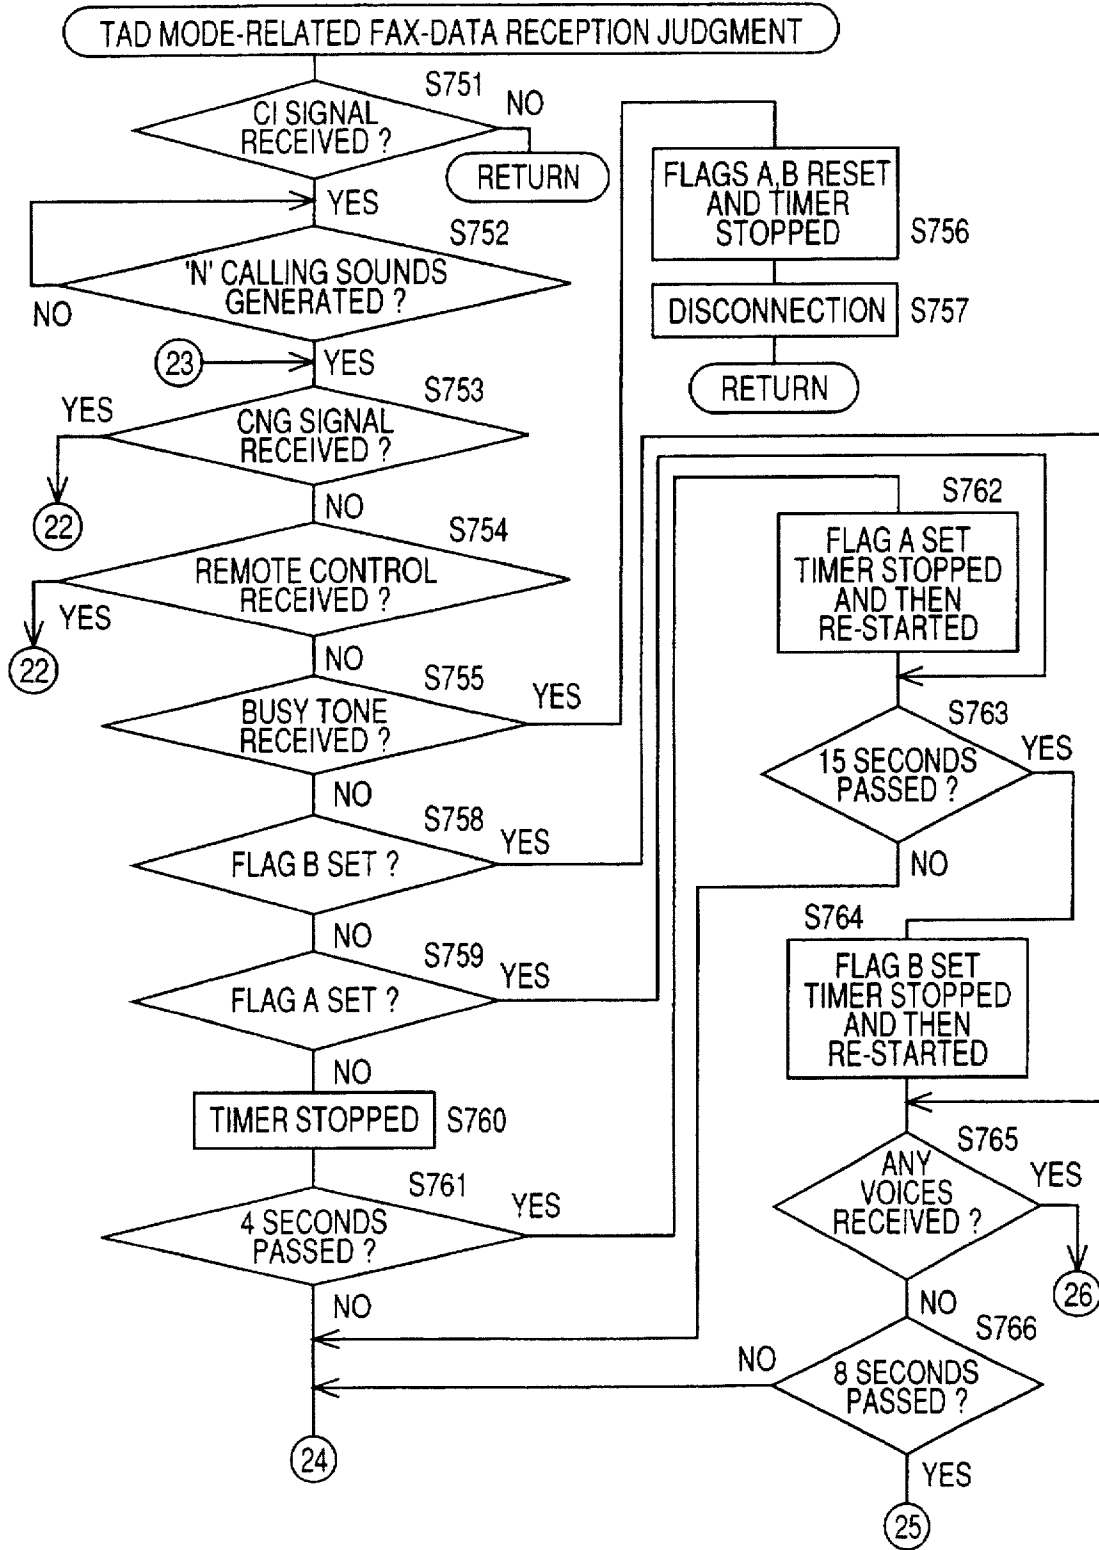 TAD MODE-RELATED FAX-DATA RECEPTION JUDGMENT
S751
CI SIGNAL
RECEIVED ?
NO
RETURN
YES
S752
'N' CALLING SOUNDS
GENERATED ?
NO
23
YES
S753
CNG SIGNAL
RECEIVED ?
YES
22
NO
S754
REMOTE CONTROL
RECEIVED ?
YES
22
NO
S755
BUSY TONE
RECEIVED ?
YES
NO
FLAGS A,B RESET
AND TIMER
STOPPED
S756
DISCONNECTION
S757
RETURN
S758
FLAG B SET ?
YES
NO
S759
FLAG A SET ?
YES
NO
TIMER STOPPED
S760
S761
4 SECONDS
PASSED ?
YES
NO
24
S762
FLAG A SET
TIMER STOPPED
AND THEN
RE-STARTED
S763
15 SECONDS
PASSED ?
YES
NO
S764
FLAG B SET
TIMER STOPPED
AND THEN
RE-STARTED
S765
ANY
VOICES
RECEIVED ?
YES
26
NO
S766
8 SECONDS
PASSED ?
NO
YES
25